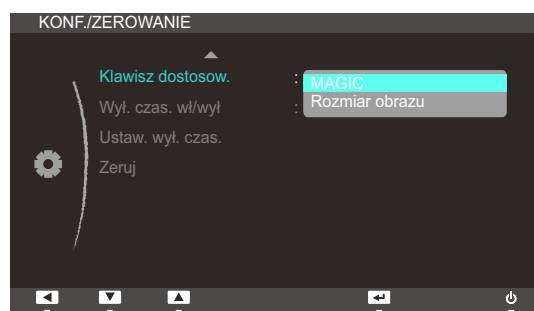 KONF./ZEROWANIE
Klawisz dostosow. : MAGIC
Rozmiar obrazu
Wył. czas. wł/wył :
Ustaw. wył. czas.
Zeruj